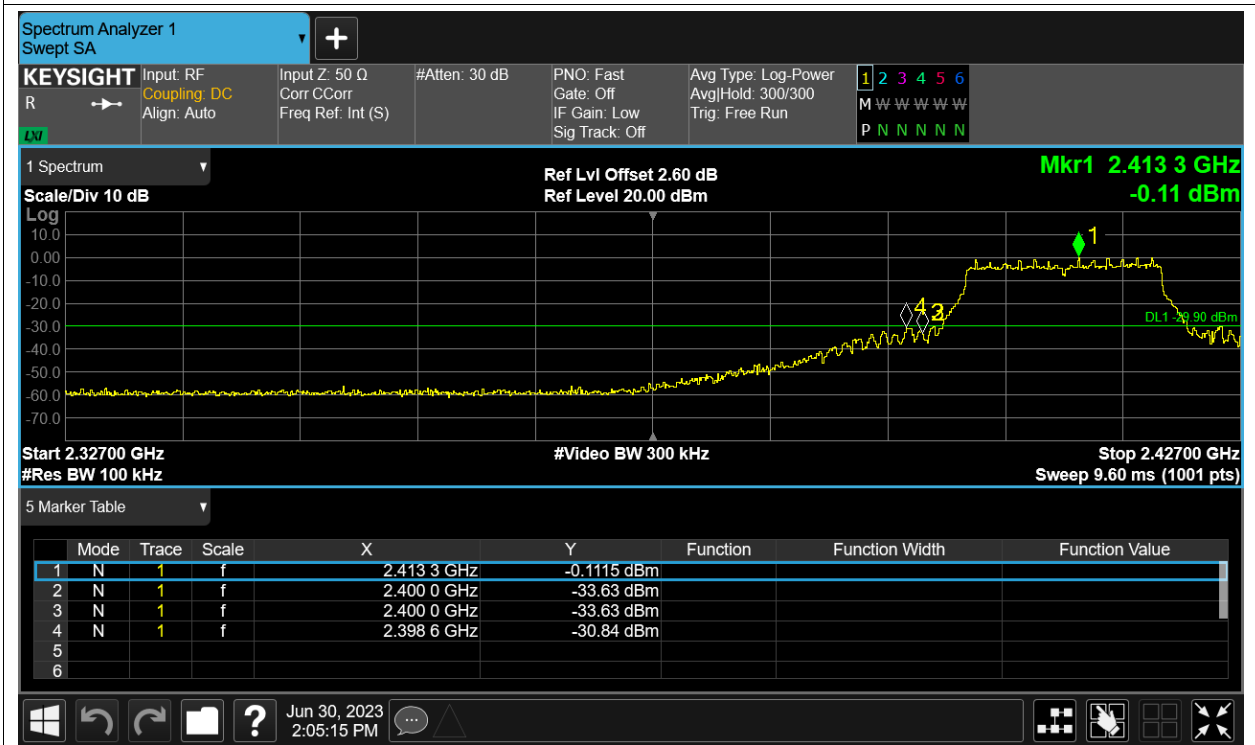 Spectrum Analyzer 1
Swept SA
+
KEYSIGHT Input: RF Input Z: 50 Ω #Atten: 30 dB PNO: Fast Avg Type: Log-Power 1 2 3 4 5 6
R Coupling: DC Corr CCorr Gate: Off Avg|Hold: 300/300 M W W W W W
Align: Auto Freq Ref: Int (S) IF Gain: Low Trig: Free Run
LXI Sig Track: Off P N N N N N
1 Spectrum Ref Lvl Offset 2.60 dB Mkr1 2.413 3 GHz
Scale/Div 10 dB Ref Level 20.00 dBm -0.11 dBm
Log
10.0
1
0.00
-10.0
-20.0
4
-30.0
DL1 -29.90 dBm
-40.0
-50.0
-60.0
-70.0
Start 2.32700 GHz #Video BW 300 kHz Stop 2.42700 GHz
#Res BW 100 kHz Sweep 9.60 ms (1001 pts)
5 Marker Table
Mode Trace Scale X Y Function Function Width Function Value
1 N 1 f 2.413 3 GHz -0.1115 dBm
2 N 1 f 2.400 0 GHz -33.63 dBm
3 N 1 f 2.400 0 GHz -33.63 dBm
4 N 1 f 2.398 6 GHz -30.84 dBm
5
6
?
Jun 30, 2023
2:05:15 PM